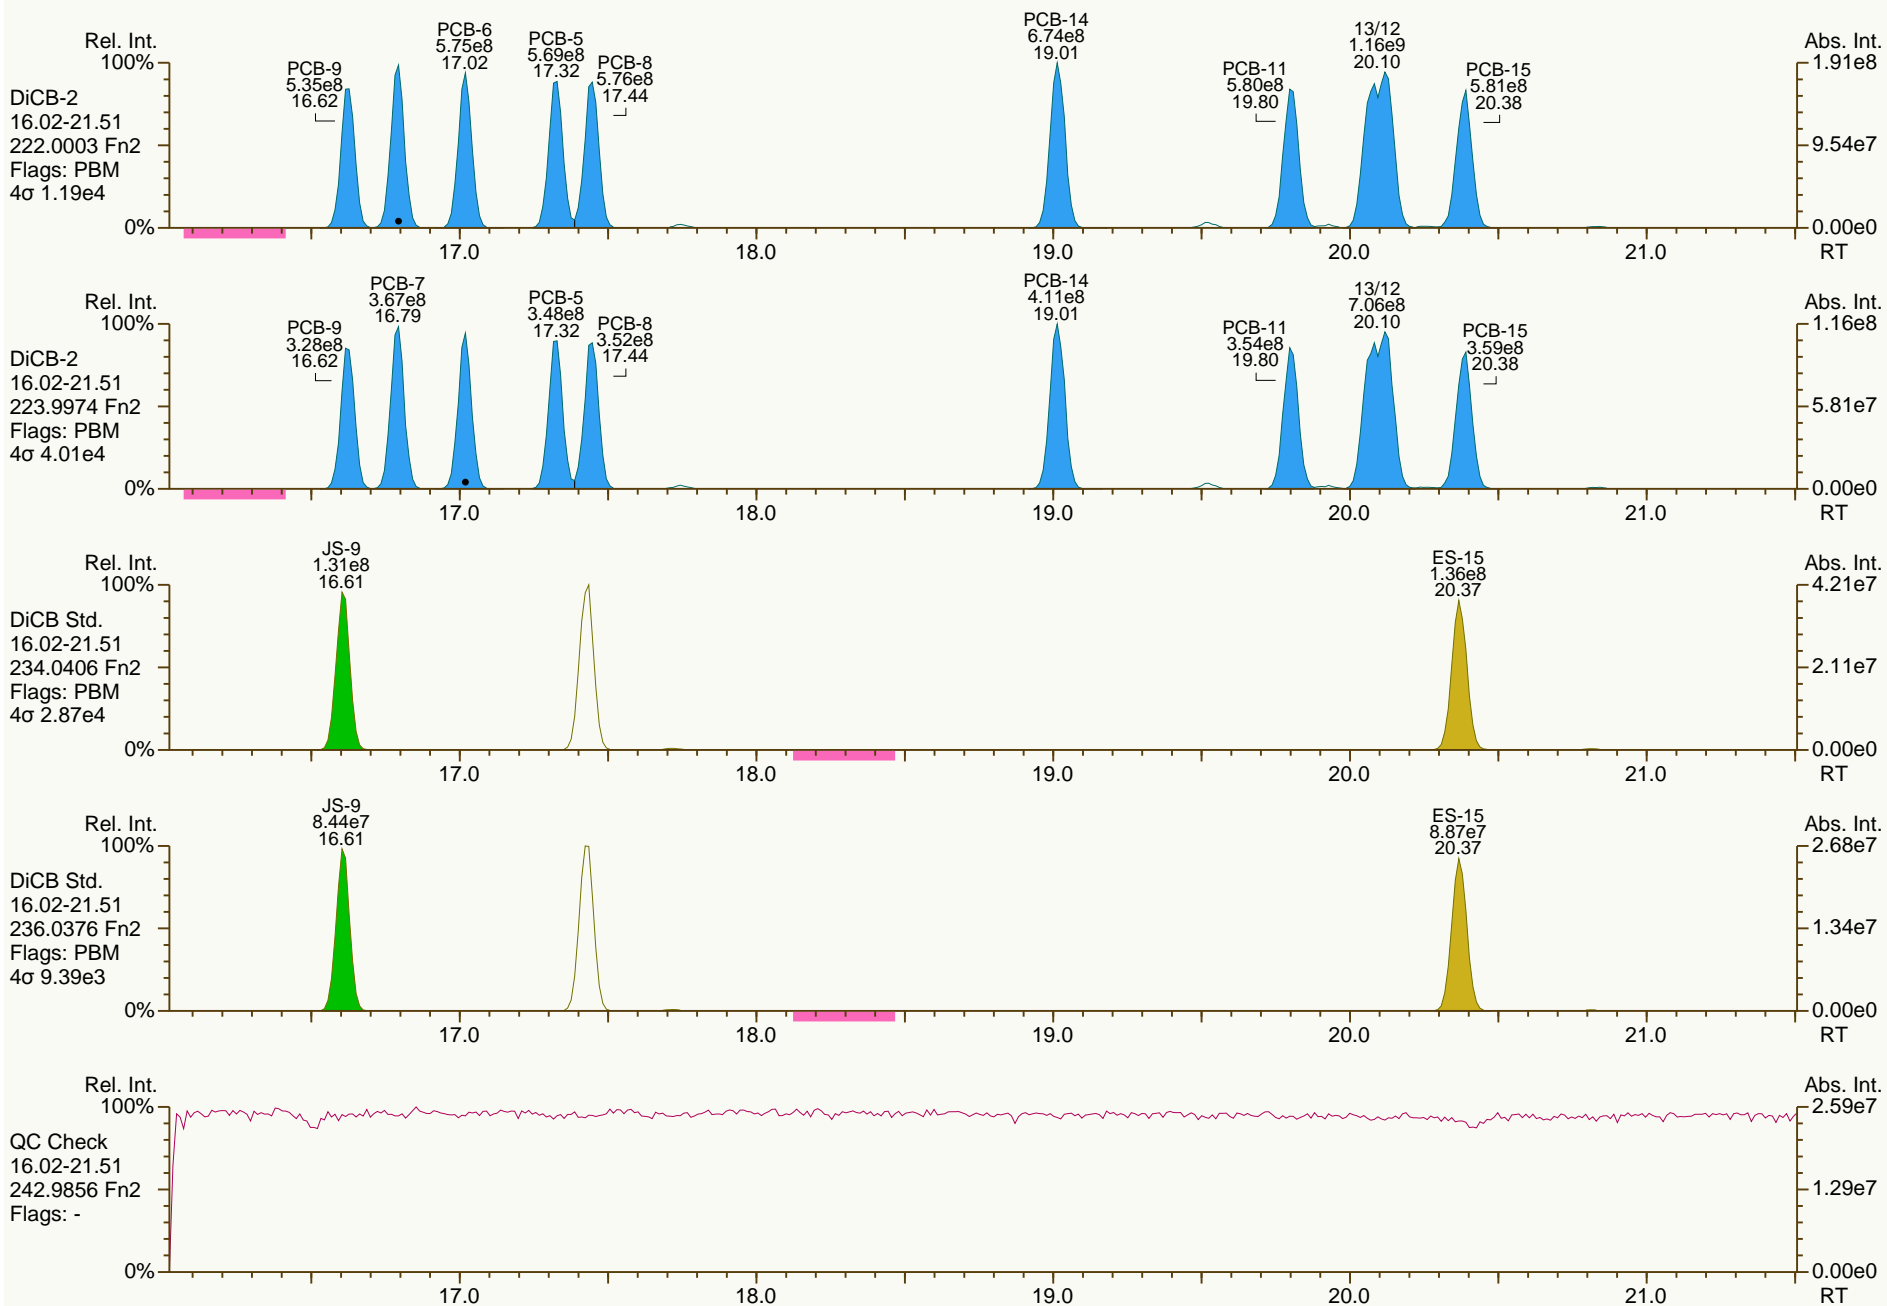 DiCB-2
16.02-21.51
222.0003 Fn2
Flags: PBM
4σ 1.19e4
Rel. Int.
100%
0%
PCB-9
5.35e8
16.62
PCB-6
5.75e8
17.02
PCB-5
5.69e8
17.32
PCB-8
5.76e8
17.44
PCB-14
6.74e8
19.01
PCB-11
5.80e8
19.80
13/12
1.16e9
20.10
PCB-15
5.81e8
20.38
Abs. Int.
1.91e8
9.54e7
0.00e0
17.0 18.0 19.0 20.0 21.0 RT
DiCB-2
16.02-21.51
223.9974 Fn2
Flags: PBM
4σ 4.01e4
Rel. Int.
100%
0%
PCB-9
3.28e8
16.62
PCB-7
3.67e8
16.79
PCB-5
3.48e8
17.32
PCB-8
3.52e8
17.44
PCB-14
4.11e8
19.01
PCB-11
3.54e8
19.80
13/12
7.06e8
20.10
PCB-15
3.59e8
20.38
Abs. Int.
1.16e8
5.81e7
0.00e0
17.0 18.0 19.0 20.0 21.0 RT
DiCB Std.
16.02-21.51
234.0406 Fn2
Flags: PBM
4σ 2.87e4
Rel. Int.
100%
0%
JS-9
1.31e8
16.61
ES-15
1.36e8
20.37
Abs. Int.
4.21e7
2.11e7
0.00e0
17.0 18.0 19.0 20.0 21.0 RT
DiCB Std.
16.02-21.51
236.0376 Fn2
Flags: PBM
4σ 9.39e3
Rel. Int.
100%
0%
JS-9
8.44e7
16.61
ES-15
8.87e7
20.37
Abs. Int.
2.68e7
1.34e7
0.00e0
17.0 18.0 19.0 20.0 21.0 RT
QC Check
16.02-21.51
242.9856 Fn2
Flags: -
Rel. Int.
100%
0%
Abs. Int.
2.59e7
1.29e7
0.00e0
17.0 18.0 19.0 20.0 21.0 RT